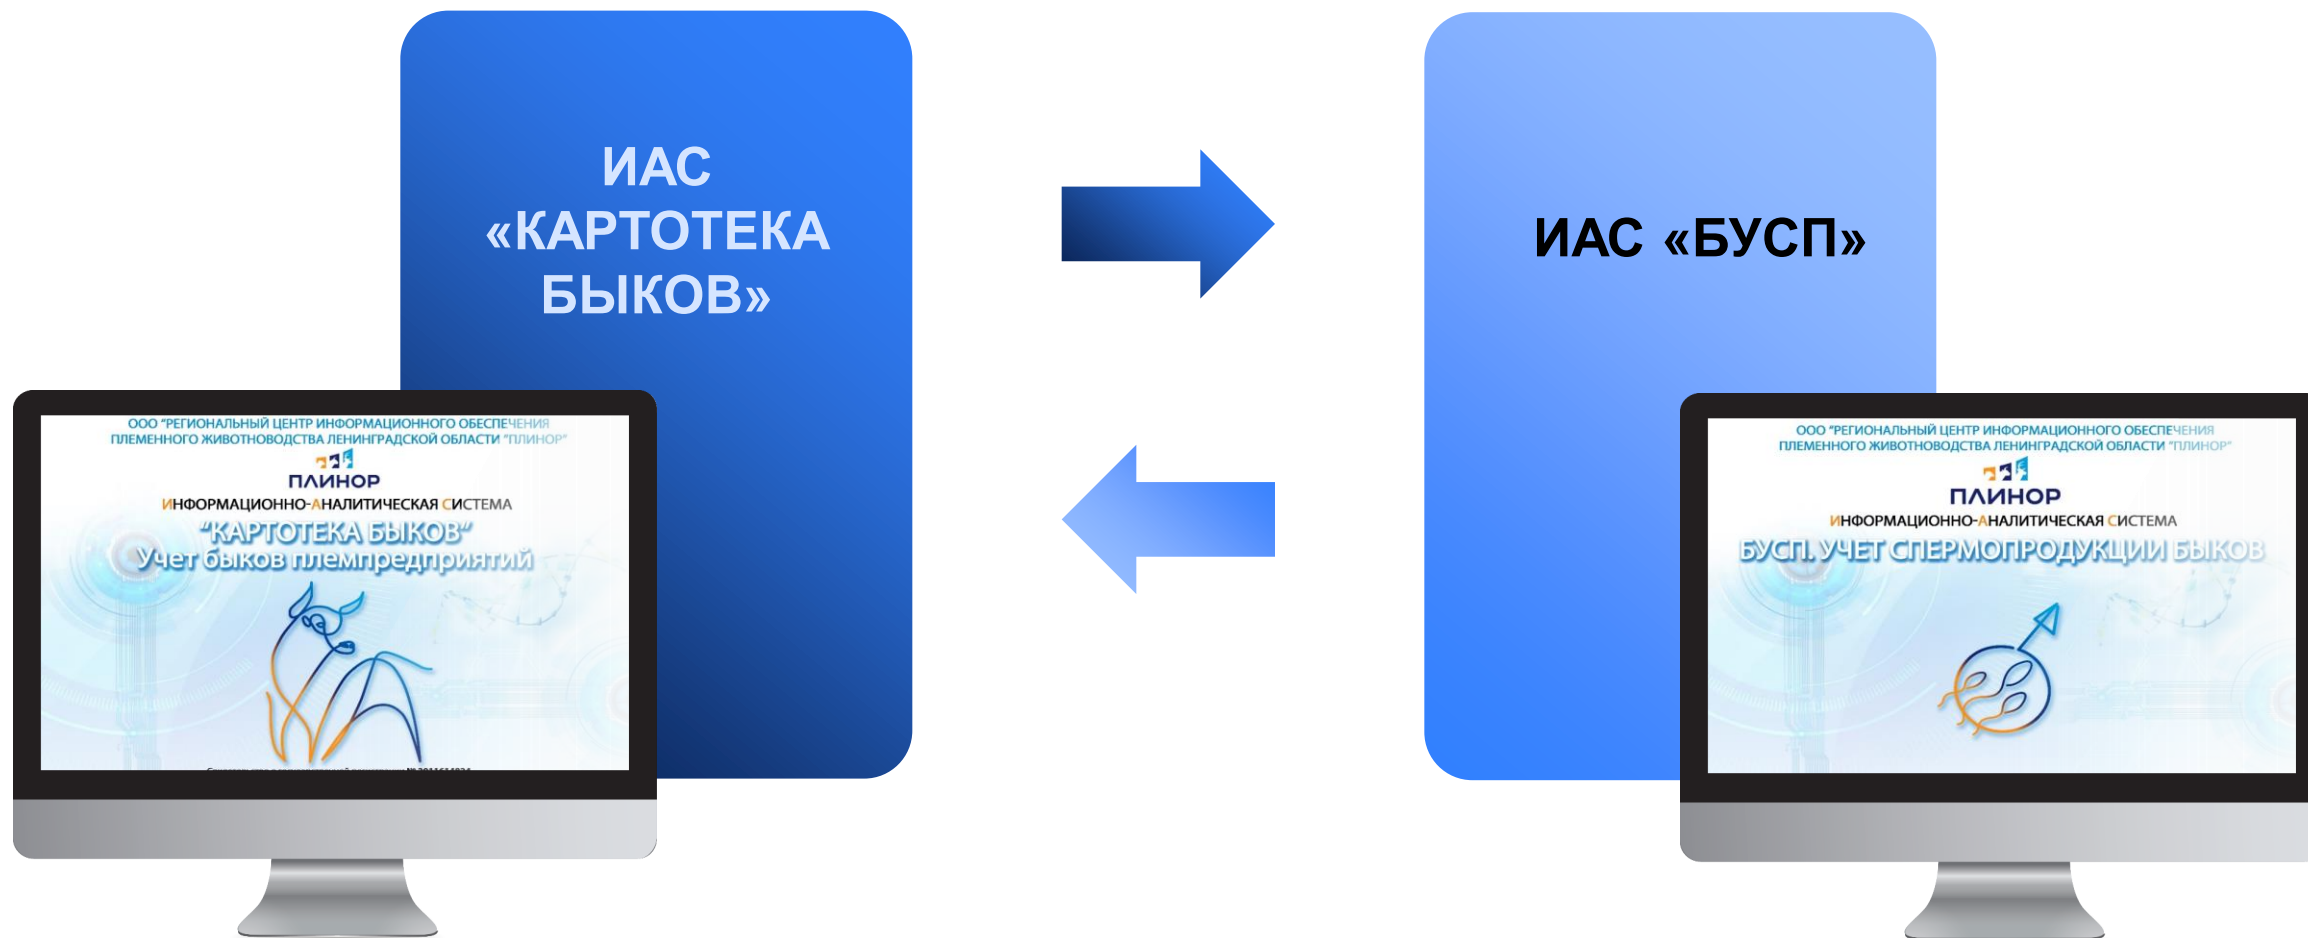 ИАС
«КАРТОТЕКА
БЫКОВ»
ИАС «БУСП»
ООО "РЕГИОНАЛЬНЫЙ ЦЕНТР ИНФОРМАЦИОННОГО ОБЕСПЕЧЕНИЯ
ПЛЕМЕННОГО ЖИВОТНОВОДСТВА ЛЕНИНГРАДСКОЙ ОБЛАСТИ "ПЛИНОР"
ПЛИНОР
ИНФОРМАЦИОННО-АНАЛИТИЧЕСКАЯ СИСТЕМА
"КАРТОТЕКА БЫКОВ"
Учет быков племпредприятий
ООО "РЕГИОНАЛЬНЫЙ ЦЕНТР ИНФОРМАЦИОННОГО ОБЕСПЕЧЕНИЯ
ПЛЕМЕННОГО ЖИВОТНОВОДСТВА ЛЕНИНГРАДСКОЙ ОБЛАСТИ "ПЛИНОР"
ПЛИНОР
ИНФОРМАЦИОННО-АНАЛИТИЧЕСКАЯ СИСТЕМА
БУСП. УЧЕТ СПЕРМОПРОДУКЦИИ БЫКОВ